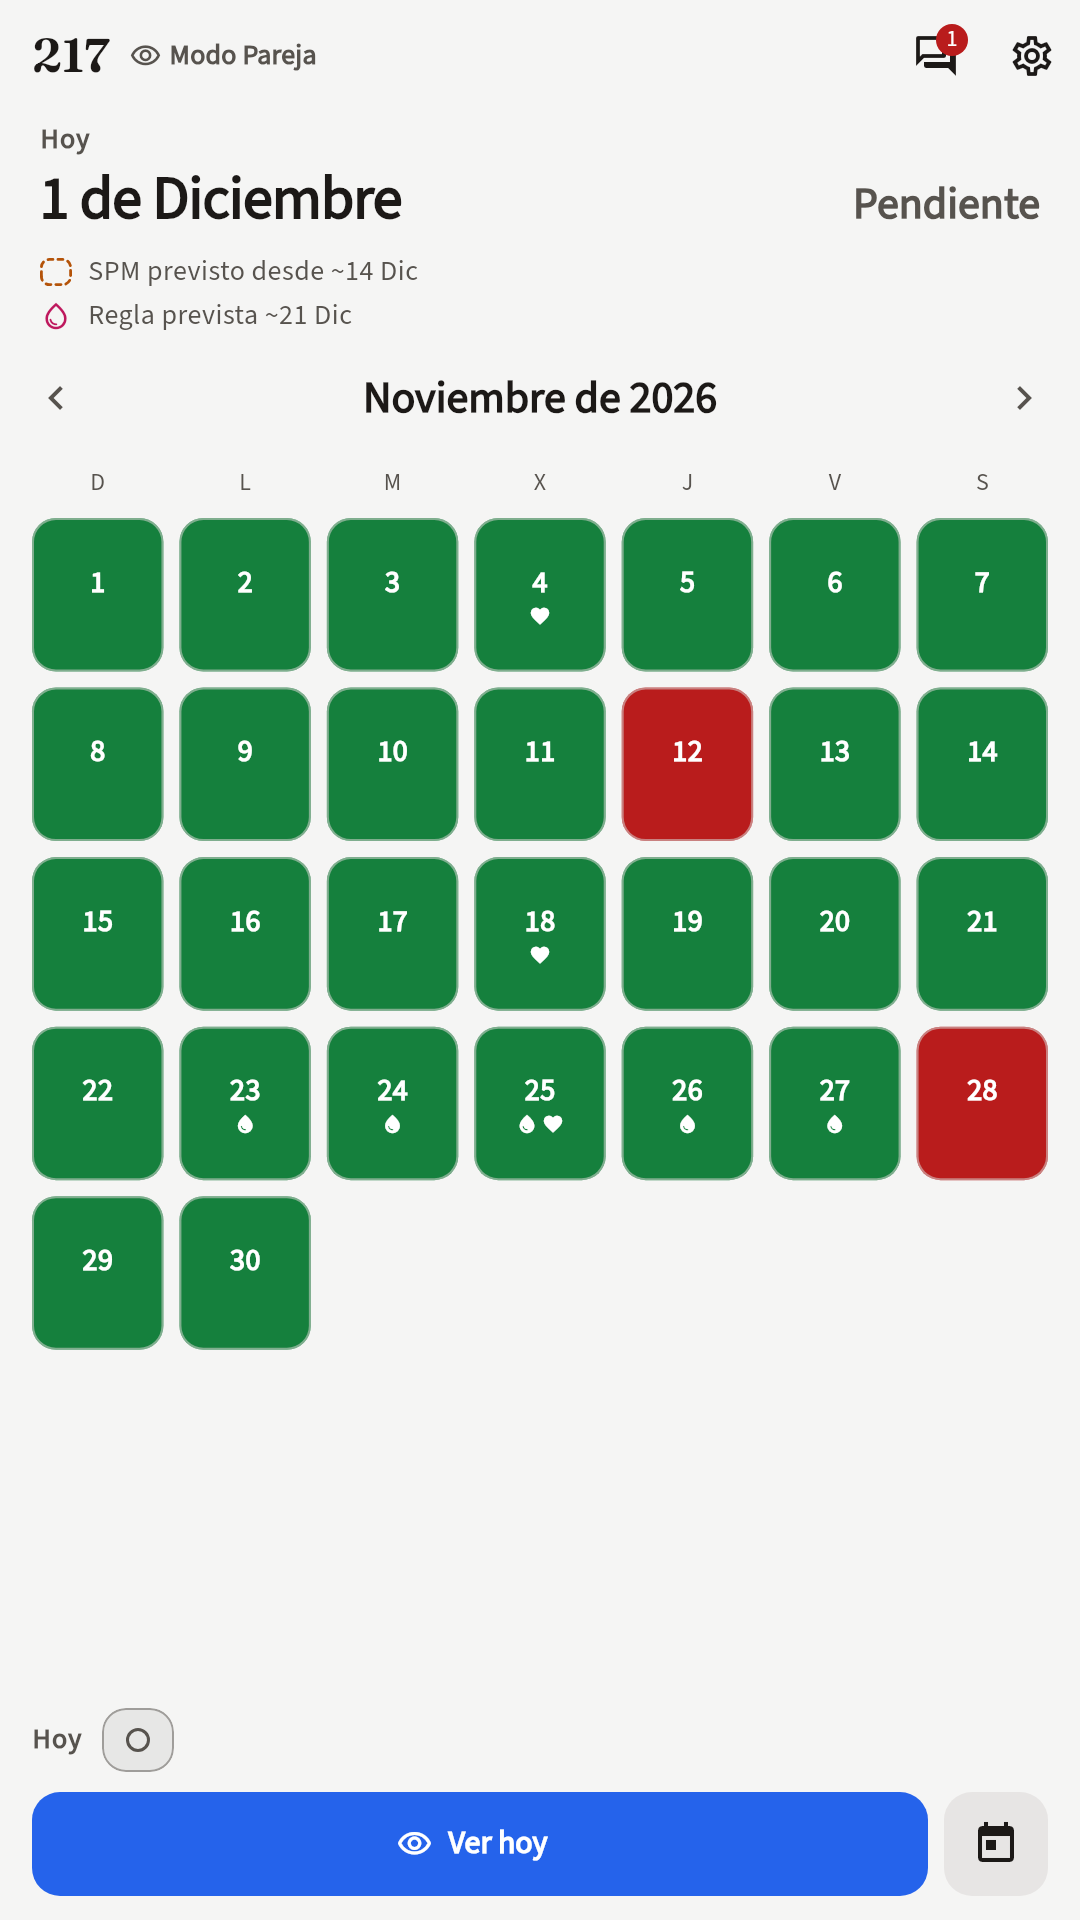 217 Modo Pareja 1
Hoy
1 de Diciembre Pendiente
SPM previsto desde ~14 Dic
Regla prevista ~21 Dic
Noviembre de 2026
D L M X J V S
1 2 3 4 5 6 7
8 9 10 11 12 13 14
15 16 17 18 19 20 21
22 23 24 25 26 27 28
29 30
Hoy
Ver hoy